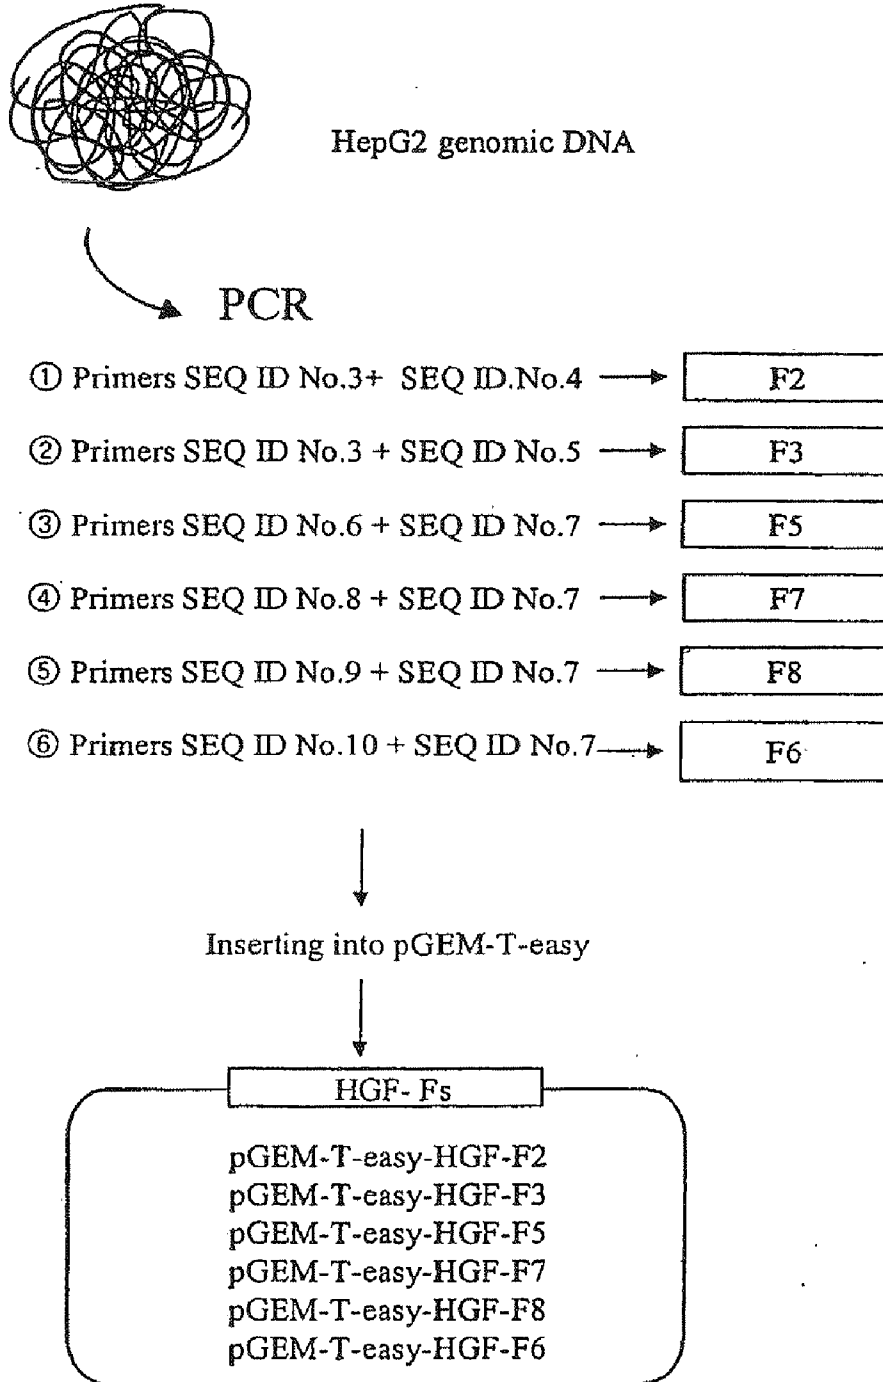 HepG2 genomic DNA
PCR
① Primers SEQ ID No.3+ SEQ ID.No.4 F2
② Primers SEQ ID No.3 + SEQ ID No.5 F3
③ Primers SEQ ID No.6 + SEQ ID No.7 F5
④ Primers SEQ ID No.8 + SEQ ID No.7 F7
⑤ Primers SEQ ID No.9 + SEQ ID No.7 F8
⑥ Primers SEQ ID No.10 + SEQ ID No.7 F6
Inserting into pGEM-T-easy
HGF- Fs
pGEM-T-easy-HGF-F2
pGEM-T-easy-HGF-F3
pGEM-T-easy-HGF-F5
pGEM-T-easy-HGF-F7
pGEM-T-easy-HGF-F8
pGEM-T-easy-HGF-F6